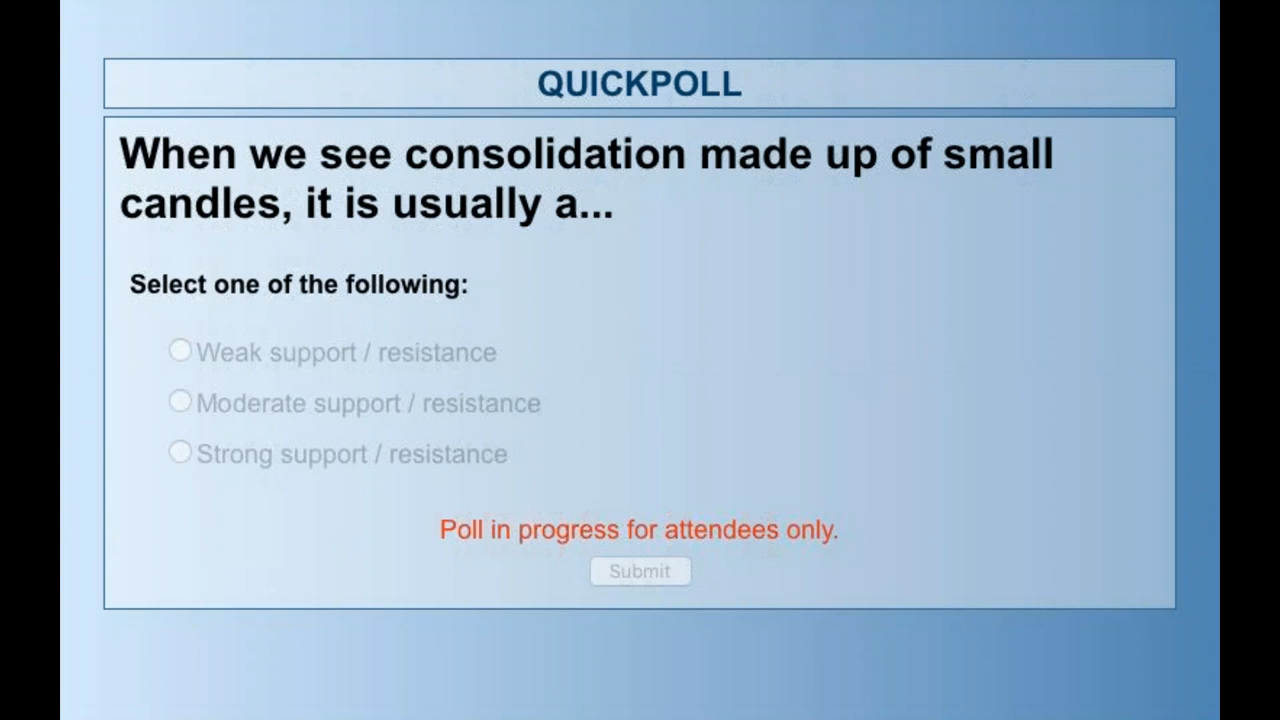 QUICKPOLL
When we see consolidation made up of small
candles, it is usually a...
Select one of the following:
Weak support / resistance
Moderate support / resistance
Strong support / resistance
Poll in progress for attendees only.
Submit